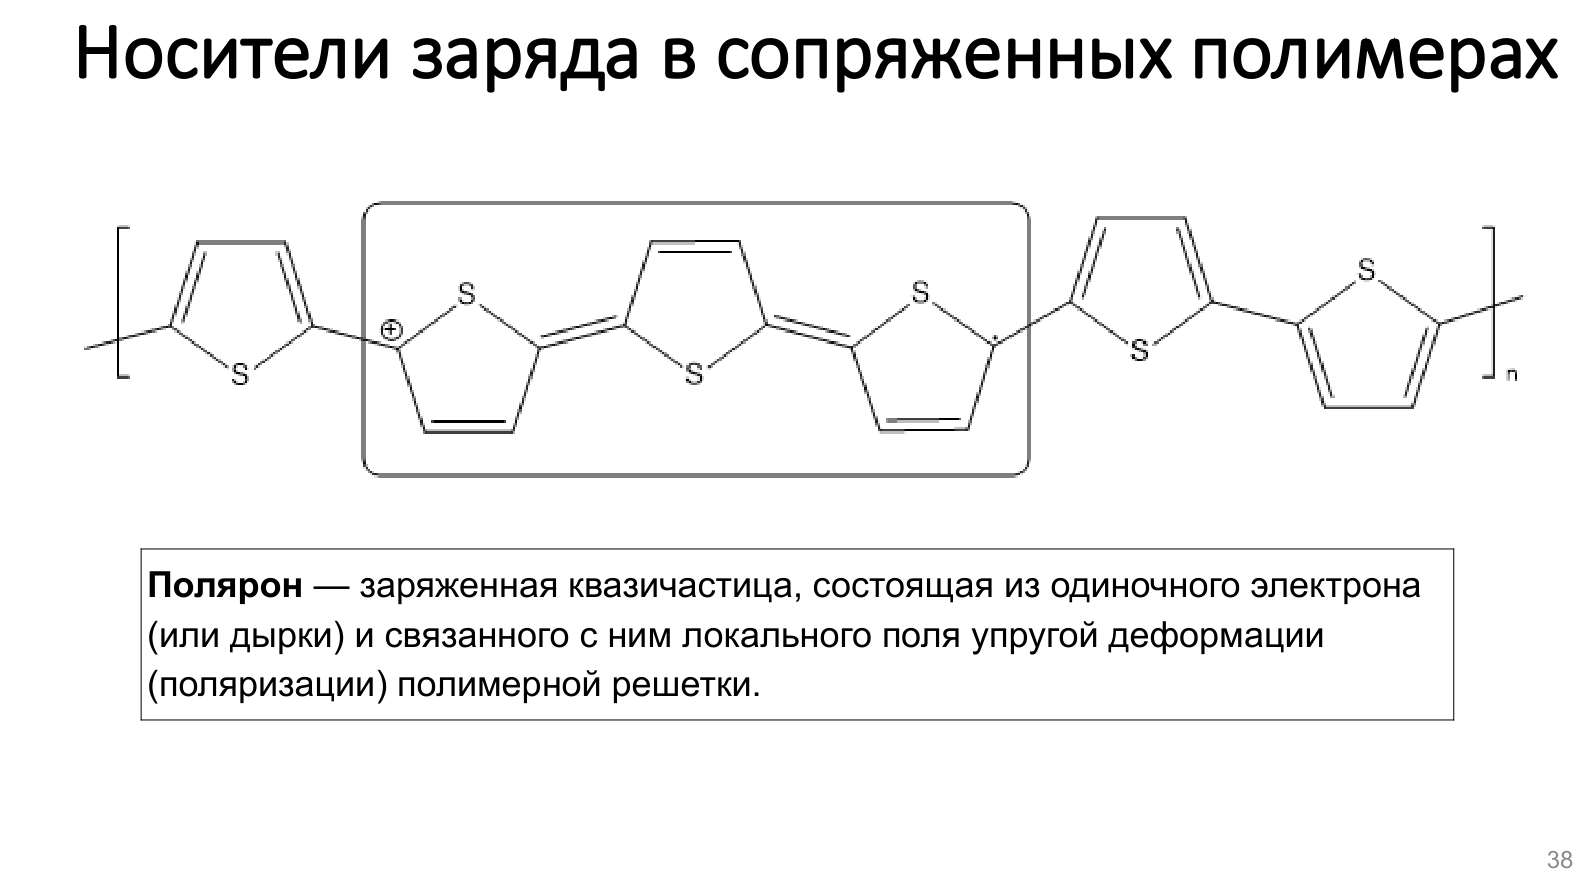 Носители заряда в сопряженных полимерах
S
S
S
S
S
S
⊕
n
Полярон — заряженная квазичастица, состоящая из одиночного электрона
(или дырки) и связанного с ним локального поля упругой деформации
(поляризации) полимерной решетки.
38